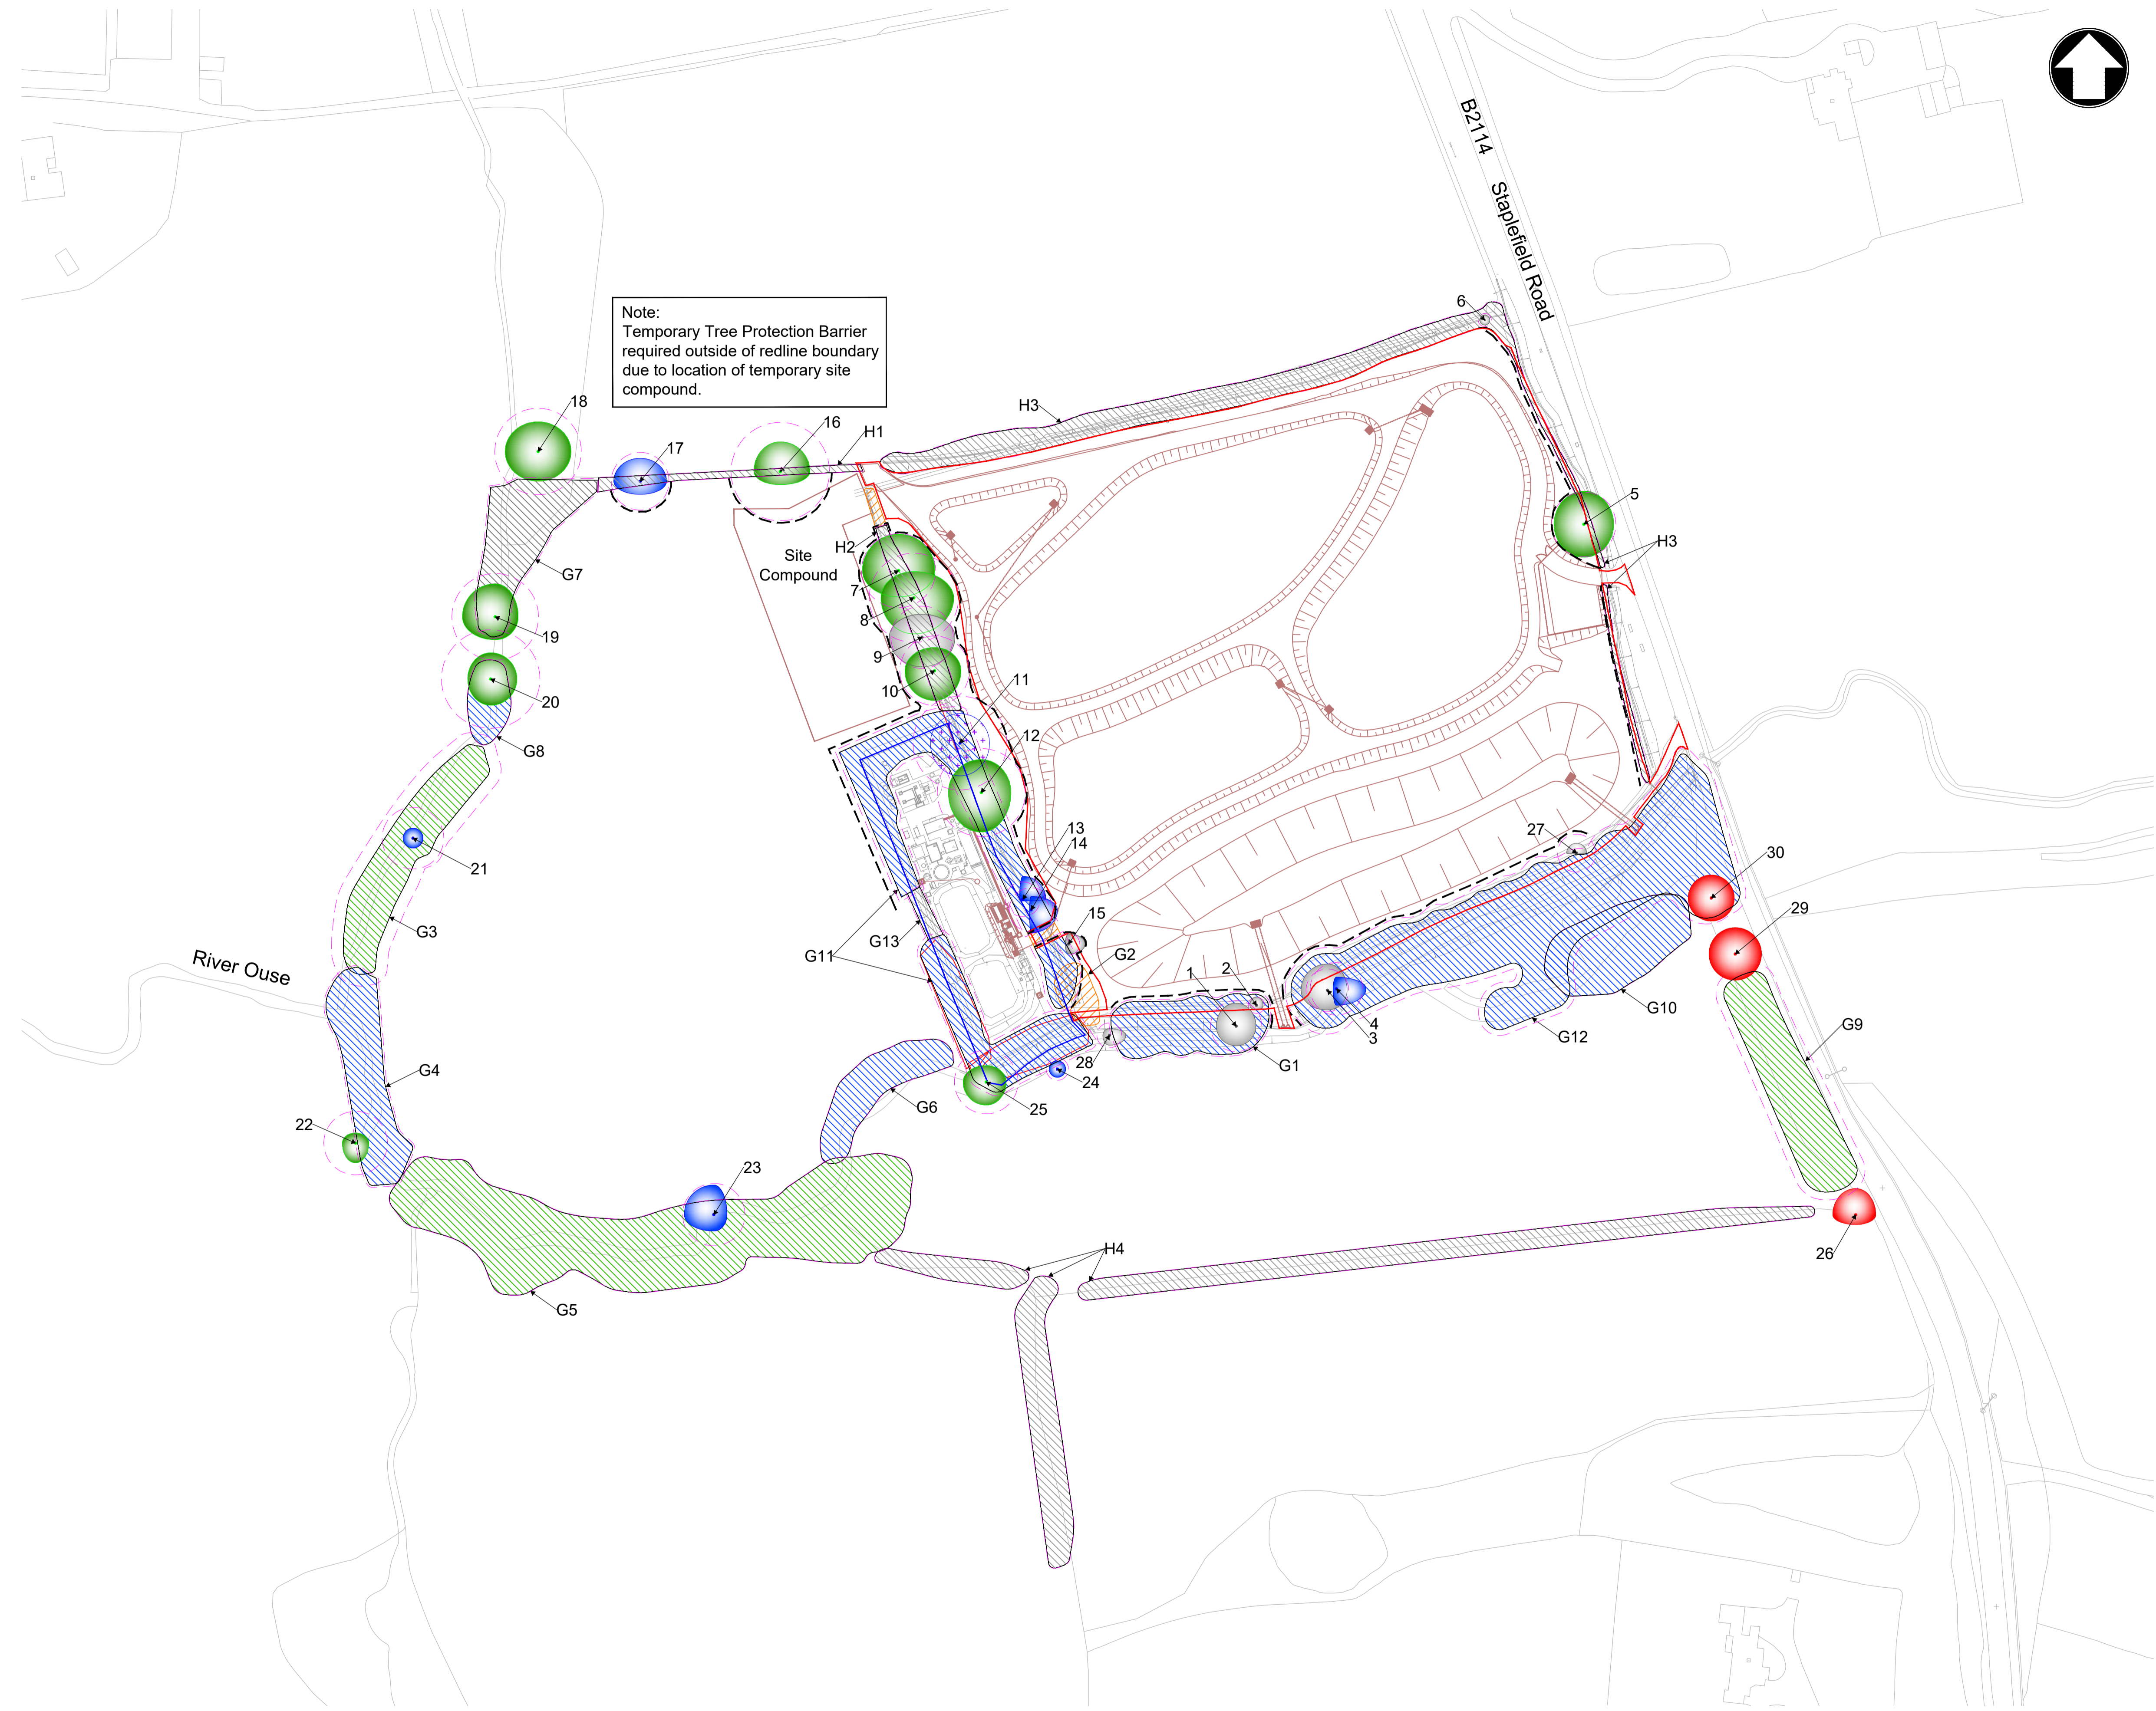 B2114
Staplefield Road
Note:
Temporary Tree Protection Barrier
required outside of redline boundary
due to location of temporary site
compound.
6
18
16
H3
17
H1
5
H2
Site
Compound
H3
G7
7
8
19
9
11
10
20
12
G8
13
27
14
30
21
29
15
G3
G13
G11
G2
River Ouse
2
1
G10
4
G9
3
G12
28
G1
G4
24
G6
25
22
23
H4
26
G5